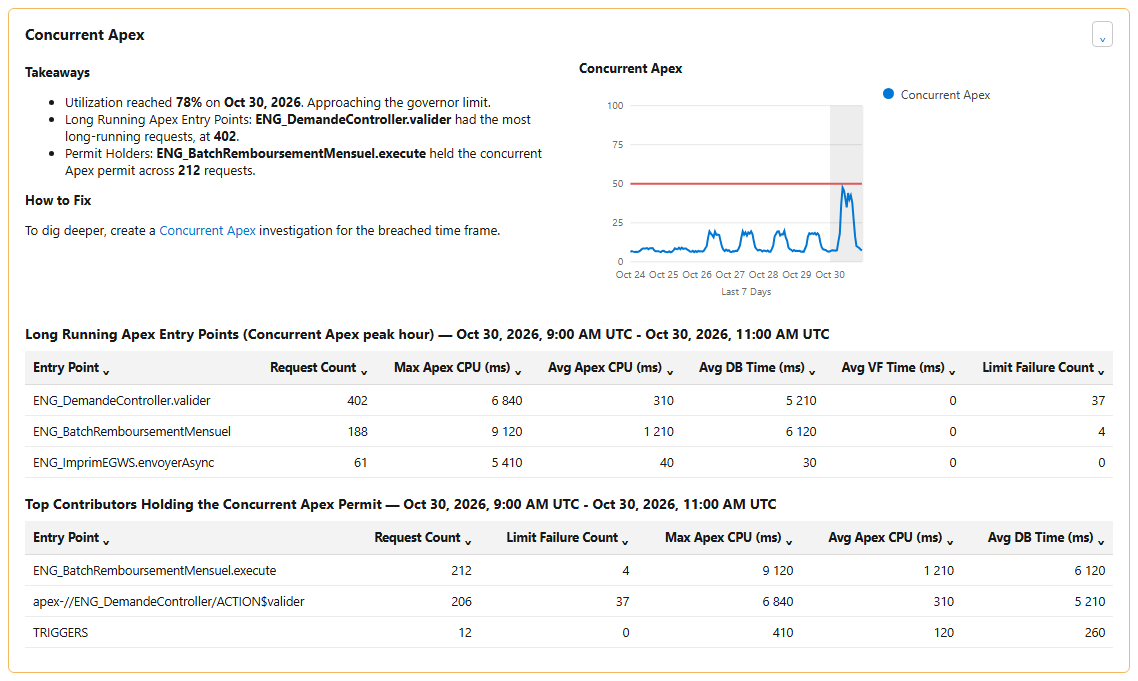 Concurrent Apex
Takeaways
Utilization reached 78% on Oct 30, 2026. Approaching the governor limit.
Long Running Apex Entry Points: ENG_DemandeController.valider had the most
long-running requests, at 402.
Permit Holders: ENG_BatchRemboursementMensuel.execute held the concurrent
Apex permit across 212 requests.
How to Fix
To dig deeper, create a Concurrent Apex investigation for the breached time frame.
Concurrent Apex
Concurrent Apex
100
75
50
25
0
Oct 24 Oct 25 Oct 26 Oct 27 Oct 28 Oct 29 Oct 30
Last 7 Days
Long Running Apex Entry Points (Concurrent Apex peak hour) — Oct 30, 2026, 9:00 AM UTC - Oct 30, 2026, 11:00 AM UTC
Entry Point Request Count Max Apex CPU (ms) Avg Apex CPU (ms) Avg DB Time (ms) Avg VF Time (ms) Limit Failure Count
ENG_DemandeController.valider 402 6 840 310 5 210 0 37
ENG_BatchRemboursementMensuel 188 9 120 1 210 6 120 0 4
ENG_ImprimEGWS.envoyerAsync 61 5 410 40 30 0 0
Top Contributors Holding the Concurrent Apex Permit — Oct 30, 2026, 9:00 AM UTC - Oct 30, 2026, 11:00 AM UTC
Entry Point Request Count Limit Failure Count Max Apex CPU (ms) Avg Apex CPU (ms) Avg DB Time (ms)
ENG_BatchRemboursementMensuel.execute 212 4 9 120 1 210 6 120
apex-//ENG_DemandeController/ACTION$valider 206 37 6 840 310 5 210
TRIGGERS 12 0 410 120 260